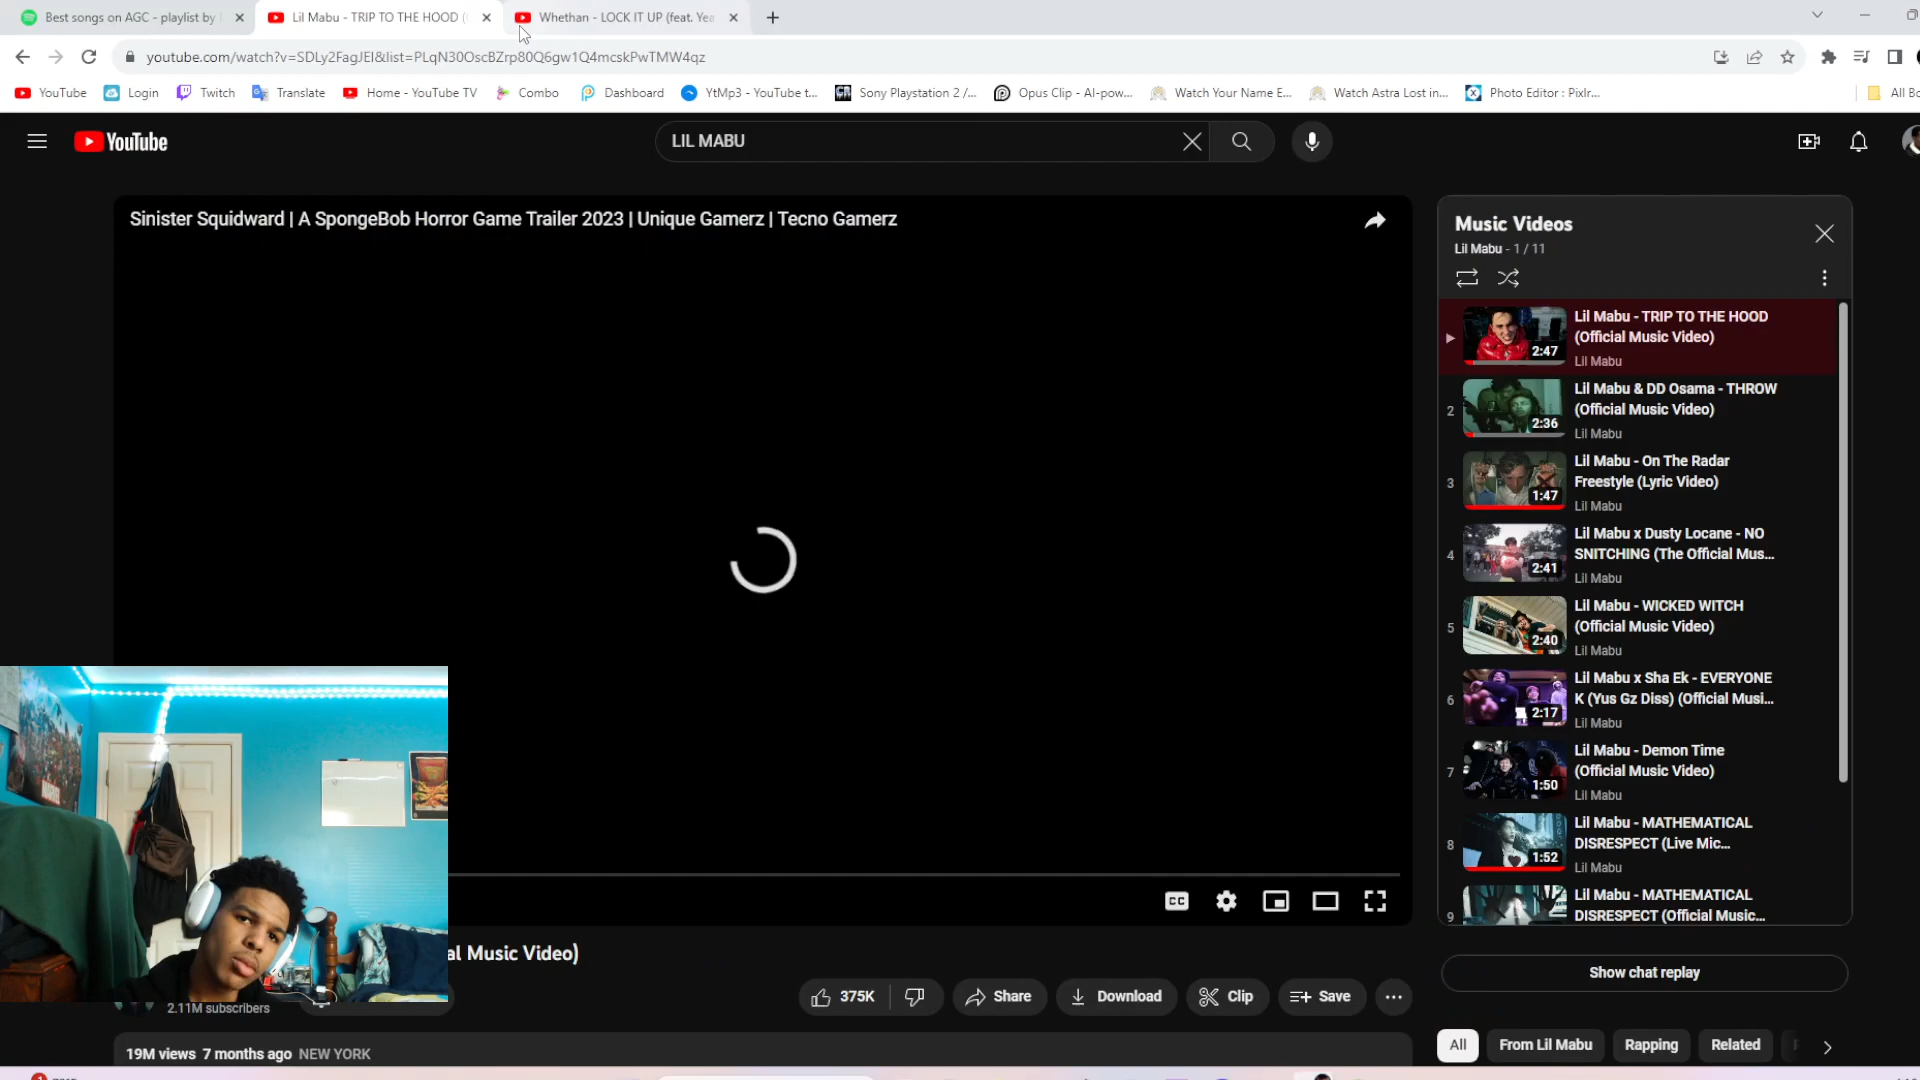 Best songs on AGC - playlist by
Lil Mabu - TRIP TO THE HOOD (
Whethan - LOCK IT UP (feat. Yea
youtube.com/watch?v=SDLy2FagJEI&list=PLqN30OscBZrp80Q6gw1Q4mcskPwTMW4qz
YouTube
Login
Twitch
Translate
Home - YouTube TV
Combo
Dashboard
YtMp3 - YouTube t...
Sony Playstation 2 /...
Opus Clip - AI-pow...
Watch Your Name E...
Watch Astra Lost in...
Photo Editor : Pixlr...
All Bo
YouTube
LIL MABU
Sinister Squidward | A SpongeBob Horror Game Trailer 2023 | Unique Gamerz | Tecno Gamerz
Music Videos
Lil Mabu - 1 / 11
Lil Mabu - TRIP TO THE HOOD
(Official Music Video)
2:47
Lil Mabu
2
Lil Mabu & DD Osama - THROW
(Official Music Video)
2:36
Lil Mabu
3
Lil Mabu - On The Radar
Freestyle (Lyric Video)
1:47
Lil Mabu
4
Lil Mabu x Dusty Locane - NO
SNITCHING (The Official Mus...
2:41
Lil Mabu
5
Lil Mabu - WICKED WITCH
(Official Music Video)
2:40
Lil Mabu
6
Lil Mabu x Sha Ek - EVERYONE
K (Yus Gz Diss) (Official Musi...
2:17
Lil Mabu
7
Lil Mabu - Demon Time
(Official Music Video)
1:50
Lil Mabu
8
Lil Mabu - MATHEMATICAL
DISRESPECT (Live Mic...
1:52
Lil Mabu
9
Lil Mabu - MATHEMATICAL
DISRESPECT (Official Music...
CC
al Music Video)
2.11M subscribers
375K
Share
Download
Clip
Save
Show chat replay
19M views 7 months ago NEW YORK
All
From Lil Mabu
Rapping
Related